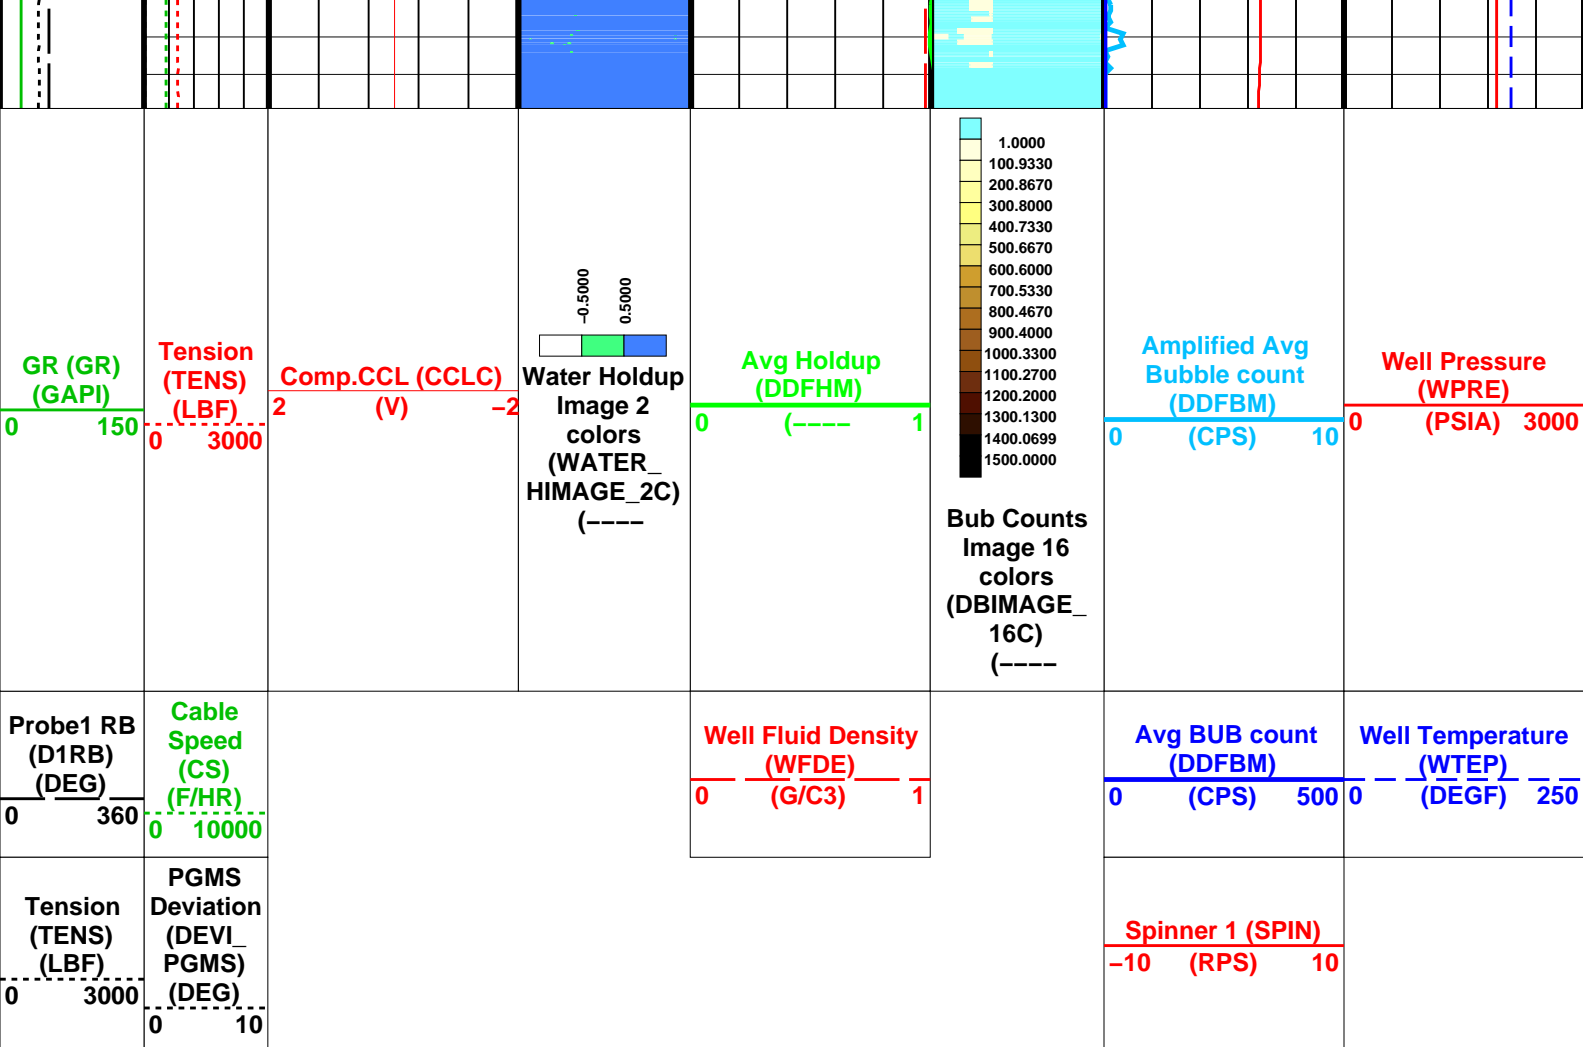 GR (GR)
(GAPI)
0 150
Tension
(TENS)
(LBF)
0 3000
Comp.CCL (CCLC)
2 (V) −2
−0.5000
0.5000
Water Holdup
Image 2
colors
(WATER_
HIMAGE_2C)
(−−−−
Avg Holdup
(DDFHM)
0 (−−−− 1
1.0000
100.9330
200.8670
300.8000
400.7330
500.6670
600.6000
700.5330
800.4670
900.4000
1000.3300
1100.2700
1200.2000
1300.1300
1400.0699
1500.0000
Bub Counts
Image 16
colors
(DBIMAGE_
16C)
(−−−−
Amplified Avg
Bubble count
(DDFBM)
0 (CPS) 10
Well Pressure
(WPRE)
0 (PSIA) 3000
Probe1 RB
(D1RB)
(DEG)
0 360
Cable
Speed
(CS)
(F/HR)
0 10000
Well Fluid Density
(WFDE)
0 (G/C3) 1
Avg BUB count
(DDFBM)
0 (CPS) 500
Well Temperature
(WTEP)
0 (DEGF) 250
Tension
(TENS)
(LBF)
0 3000
PGMS
Deviation
(DEVI_
PGMS)
(DEG)
0 10
Spinner 1 (SPIN)
−10 (RPS) 10